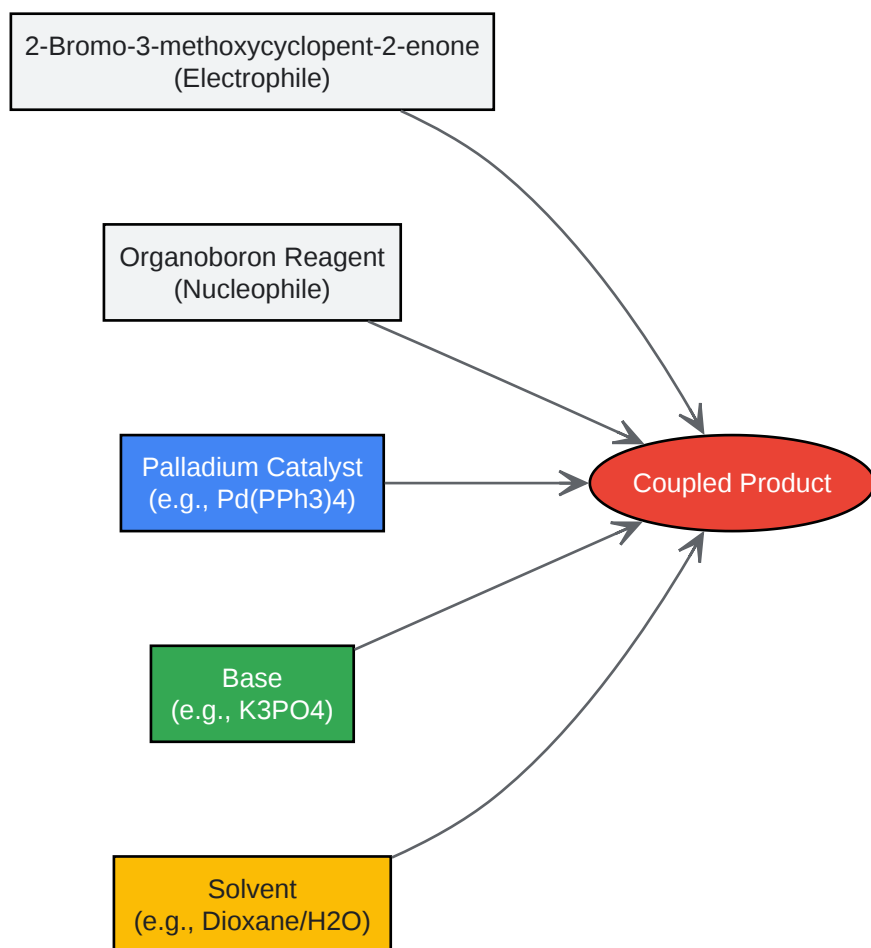 2-Bromo-3-methoxycyclopent-2-enone
(Electrophile)
Organoboron Reagent
(Nucleophile)
Palladium Catalyst
(e.g., Pd(PPh3)4)
Coupled Product
Base
(e.g., K3PO4)
Solvent
(e.g., Dioxane/H2O)